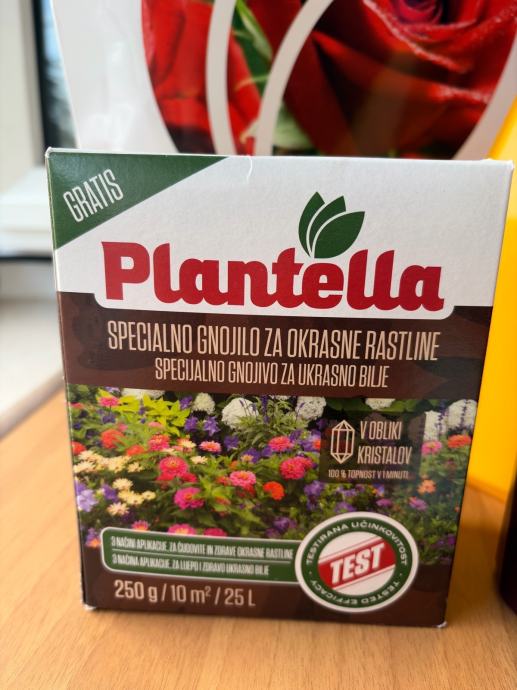 GRATIS
Plantella
SPECIALNO GNOJILO ZA OKRASNE RASTLINE
SPECIJALNO GNOJIVO ZA UKRASNO BILJE
V OBLIKI
KRISTALOV
100 % TOPNOST V 1 MINUTI
3 NAČINI APLIKACIJE. ZA ČUDOVITE IN ZDRAVE OKRASNE RASTLINE
3 NAČINA APLIKACIJE. ZA LIJEPO I ZDRAVO UKRASNO BILJE
250 g / 10 m² / 25 L
TESTIRANA UČINKOVITOST
TEST
TESTED EFFICACY